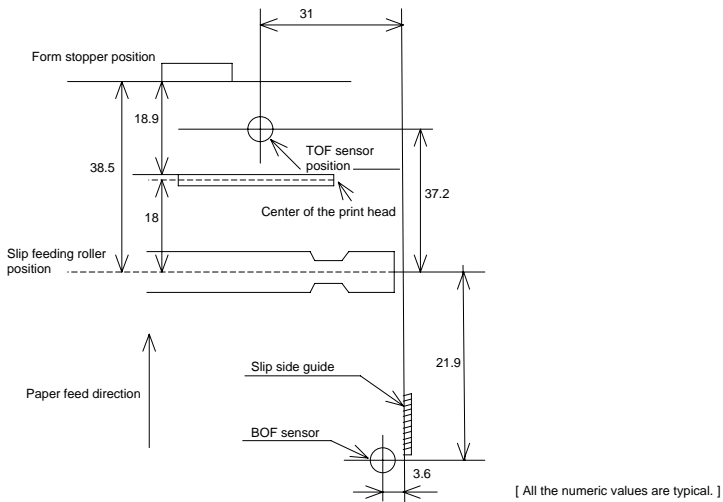 31
Form stopper position
18.9
TOF sensor
position
38.5
37.2
Center of the print head
18
Slip feeding roller
position
21.9
Slip side guide
Paper feed direction
BOF sensor
3.6
[ All the numeric values are typical. ]